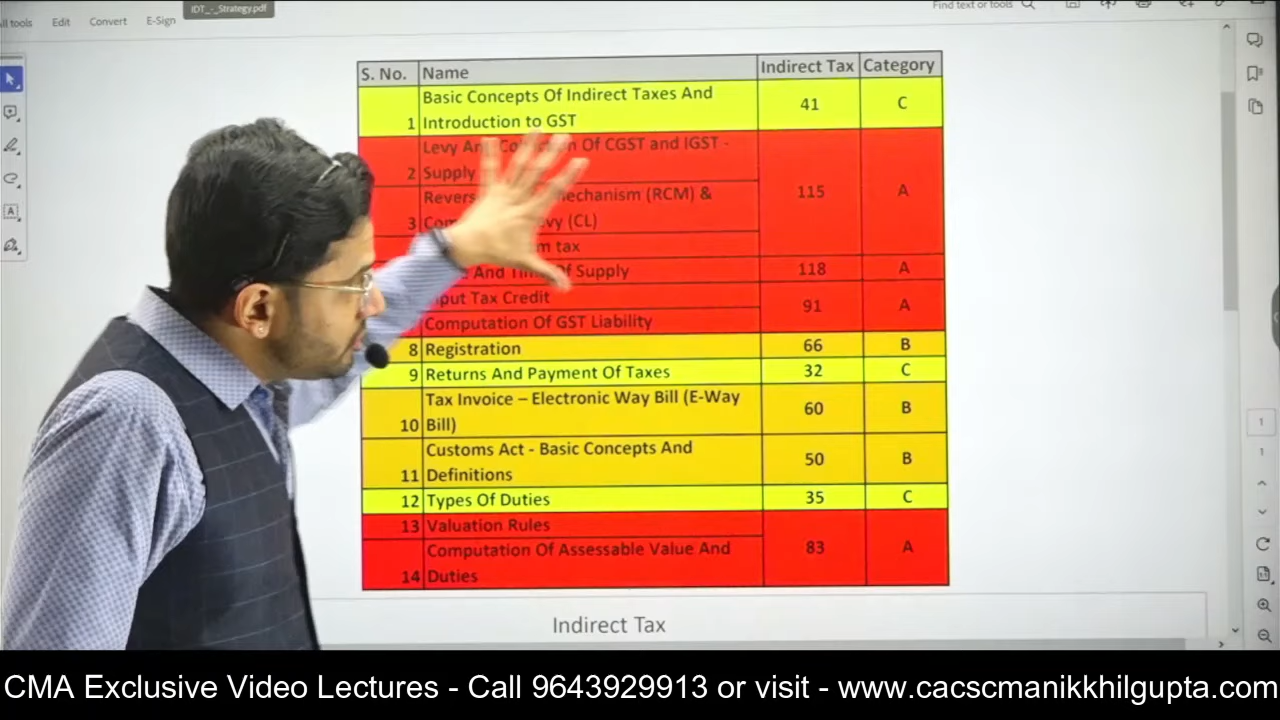 IDT_-_Strategy.pdf
All tools Edit Convert E-Sign
Find text or tools
S. No. Name Indirect Tax Category
Basic Concepts Of Indirect Taxes And
1 Introduction to GST 41 C
Levy Of CGST and IGST -
2 Supply
Mechanism (RCM) &
3 (CL) 115 A
tax
And Of Supply 118 A
Input Tax Credit
Computation Of GST Liability 91 A
8 Registration 66 B
9 Returns And Payment Of Taxes 32 C
Tax Invoice – Electronic Way Bill (E-Way
10 Bill) 60 B
Customs Act - Basic Concepts And
11 Definitions 50 B
12 Types Of Duties 35 C
13 Valuation Rules
Computation Of Assessable Value And
14 Duties 83 A
Indirect Tax
1
1
CMA Exclusive Video Lectures - Call 9643929913 or visit - www.cacscmanikkhilgupta.com